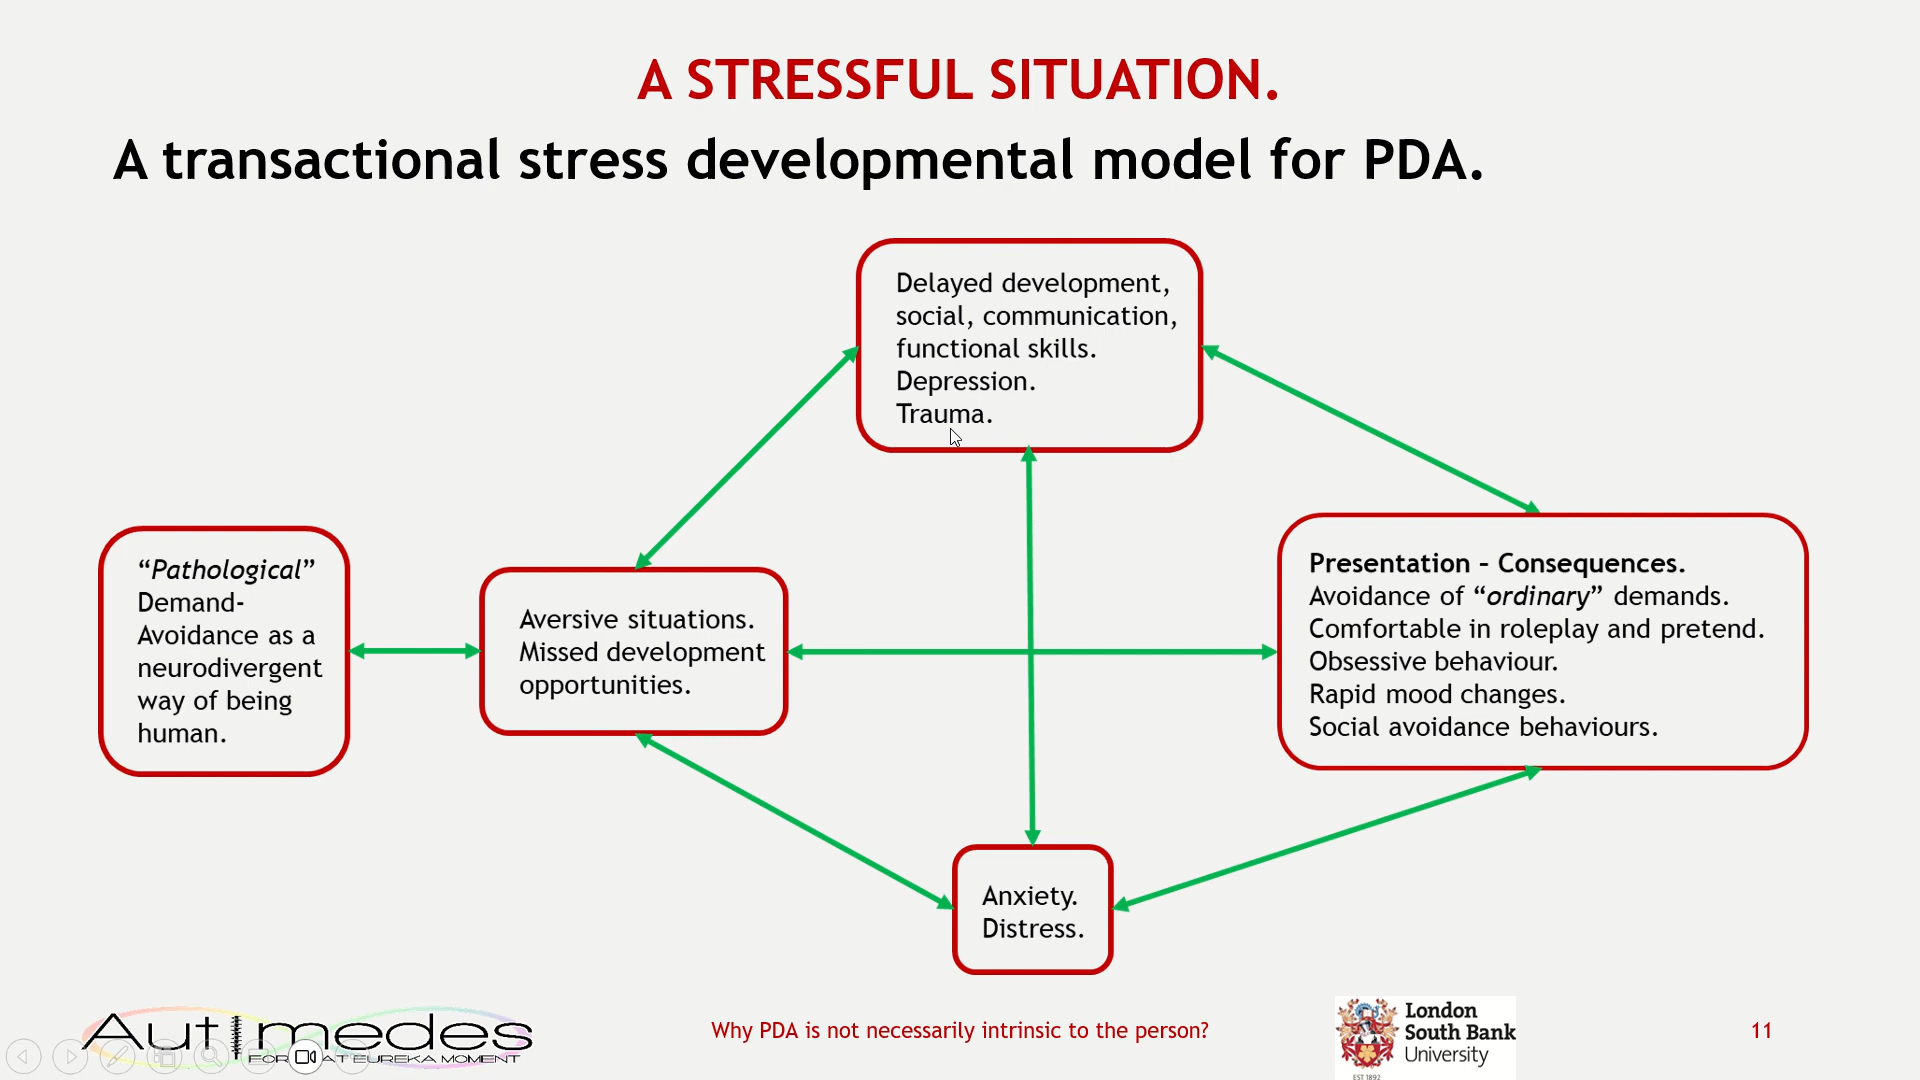 A STRESSFUL SITUATION.
A transactional stress developmental model for PDA.
Delayed development,
social, communication,
functional skills.
Depression.
Trauma.
“Pathological”
Demand-
Avoidance as a
neurodivergent
way of being
human.
Aversive situations.
Missed development
opportunities.
Presentation – Consequences.
Avoidance of “ordinary” demands.
Comfortable in roleplay and pretend.
Obsessive behaviour.
Rapid mood changes.
Social avoidance behaviours.
Anxiety.
Distress.
Autimedes
FOR AT EUREKA MOMENT
Why PDA is not necessarily intrinsic to the person?
London
South Bank
University
EST 1892
11